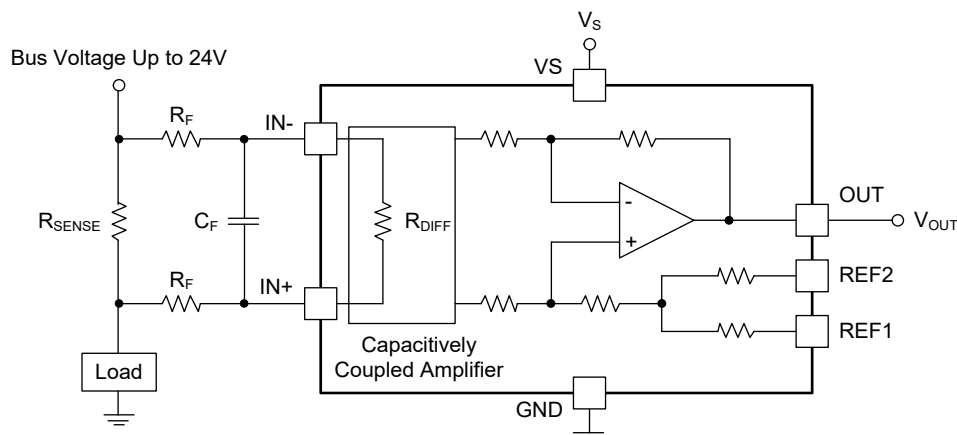 V_S
VS
Bus Voltage Up to 24V
R_F
IN-
OUT
R_SENSE
C_F
R_DIFF
-
+
V_OUT
R_F
IN+
REF2
REF1
Capacitively
Coupled Amplifier
Load
GND